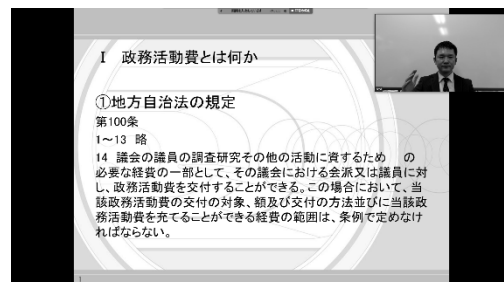 Ⅰ 政務活動費とは何か
①地方自治法の規定
第100条
1～13 略
14 議会の議員の調査研究その他の活動に資するため の
必要な経費の一部として、その議会における会派又は議員に対
し、政務活動費を交付することができる。この場合において、当
該政務活動費の交付の対象、額及び交付の方法並びに当該政
務活動費を充てることができる経費の範囲は、条例で定めなけ
ればならない。
1